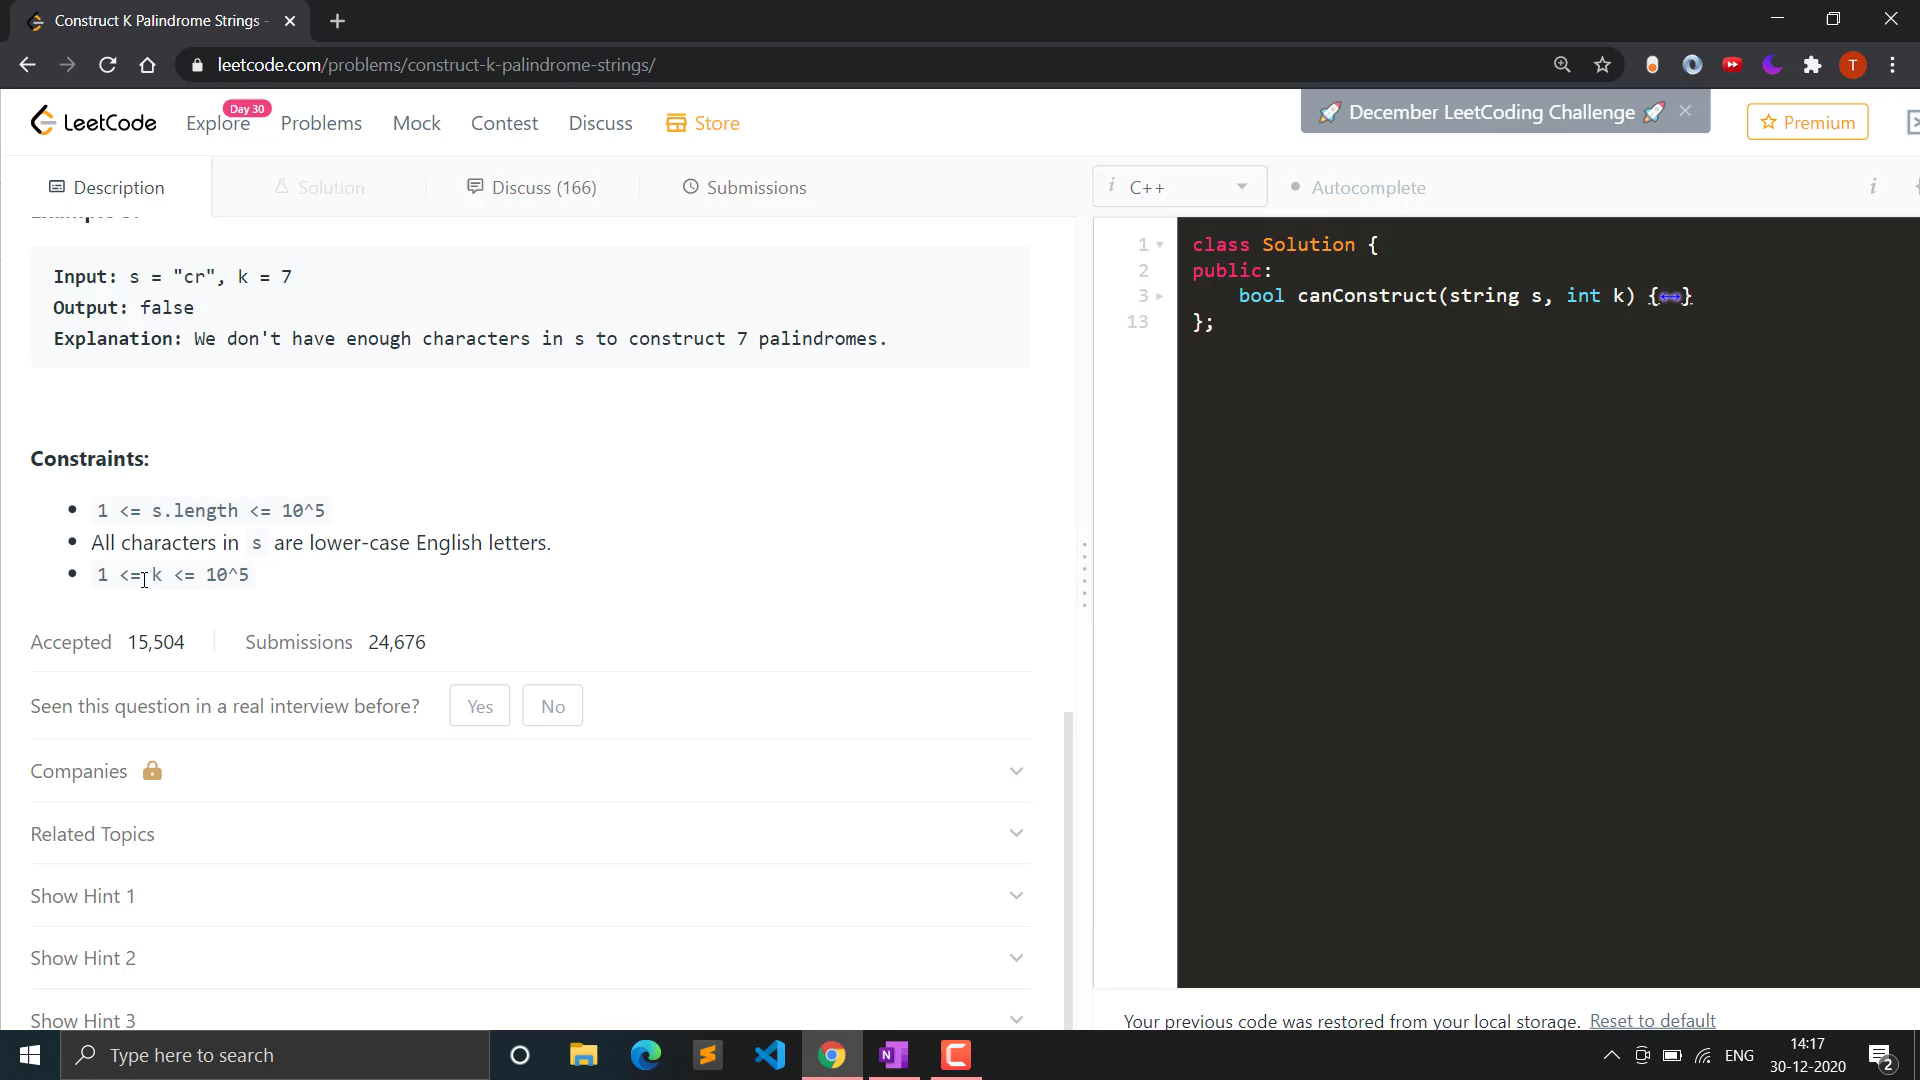 Construct K Palindrome Strings -
leetcode.com/problems/construct-k-palindrome-strings/
T
LeetCode
Explore
Day 30
Problems
Mock
Contest
Discuss
Store
🚀 December LeetCoding Challenge 🚀
Premium
Description
Solution
Discuss (166)
Submissions
i C++
Autocomplete
i
Input: s = "cr", k = 7
Output: false
Explanation: We don't have enough characters in s to construct 7 palindromes.
Constraints:
1 <= s.length <= 10^5
All characters in s are lower-case English letters.
1 <= k <= 10^5
Accepted 15,504 Submissions 24,676
Seen this question in a real interview before? Yes No
Companies
Related Topics
Show Hint 1
Show Hint 2
Show Hint 3
1 class Solution {
2 public:
3 bool canConstruct(string s, int k) {↔}
13 };
Your previous code was restored from your local storage. Reset to default
Type here to search
N
ENG
14:17
30-12-2020
2